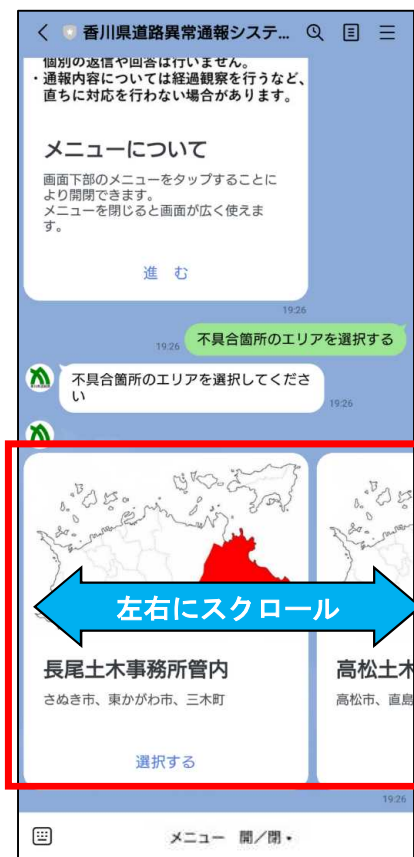 香川県道路異常通報システ...
個別の返信や回答は行いません。
・通報内容については経過観察を行うなど、
直ちに対応を行わない場合があります。
メニューについて
画面下部のメニューをタップすることに
より開閉できます。
メニューを閉じると画面が広く使えま
す。
進 む
19:26
不具合箇所のエリアを選択する
19:26
不具合箇所のエリアを選択してくださ
い
19:26
左右にスクロール
長尾土木事務所管内
さぬき市、東かがわ市、三木町
選択する
高松土木
高松市、直島
19:26
メニュー 開/閉